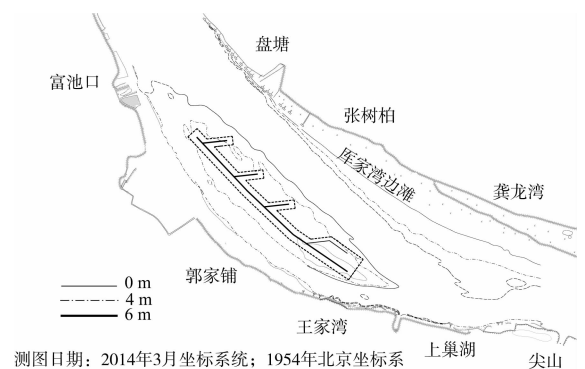 盘塘
富池口
张树柏
厍家湾边滩
龚龙湾
郭家铺
0 m
4 m
6 m
王家湾
上巢湖
尖山
测图日期：2014年3月坐标系统；1954年北京坐标系